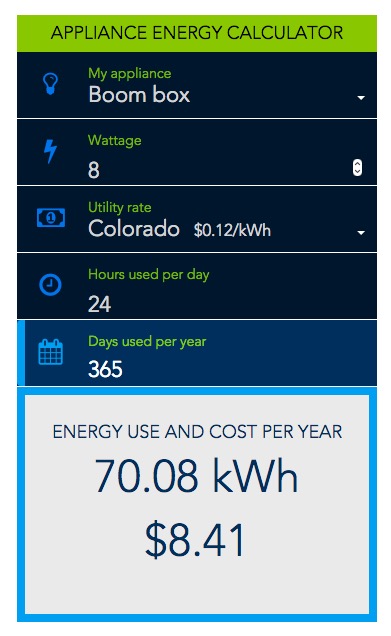 APPLIANCE ENERGY CALCULATOR
My appliance
Boom box
Wattage
8
Utility rate
Colorado $0.12/kWh
Hours used per day
24
Days used per year
365
ENERGY USE AND COST PER YEAR
70.08 kWh
$8.41